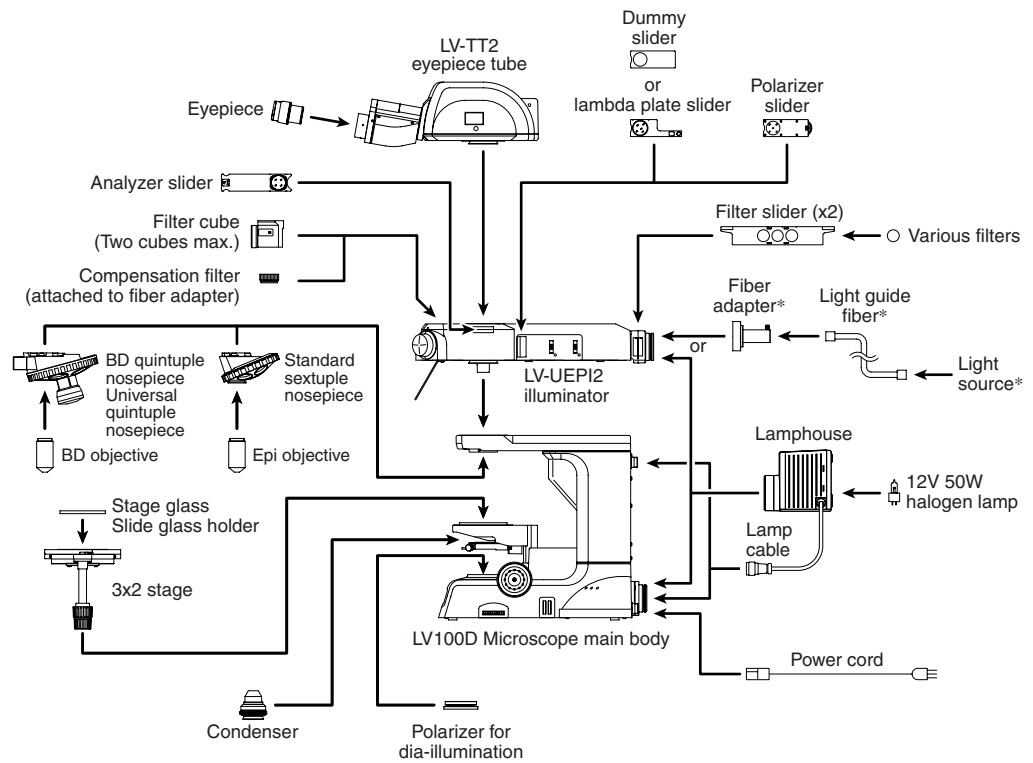 Dummy
slider
or
lambda plate slider
LV-TT2
eyepiece tube
Polarizer
slider
Eyepiece
Analyzer slider
Filter cube
(Two cubes max.)
Filter slider (x2)
Various filters
Compensation filter
(attached to fiber adapter)
Fiber
adapter*
Light guide
fiber*
or
BD quintuple
nosepiece
Universal
quintuple
nosepiece
Standard
sextuple
nosepiece
LV-UEPI2
illuminator
Light
source*
BD objective
Epi objective
Lamphouse
12V 50W
halogen lamp
Stage glass
Slide glass holder
Lamp
cable
3x2 stage
LV100D Microscope main body
Power cord
Condenser
Polarizer for
dia-illumination